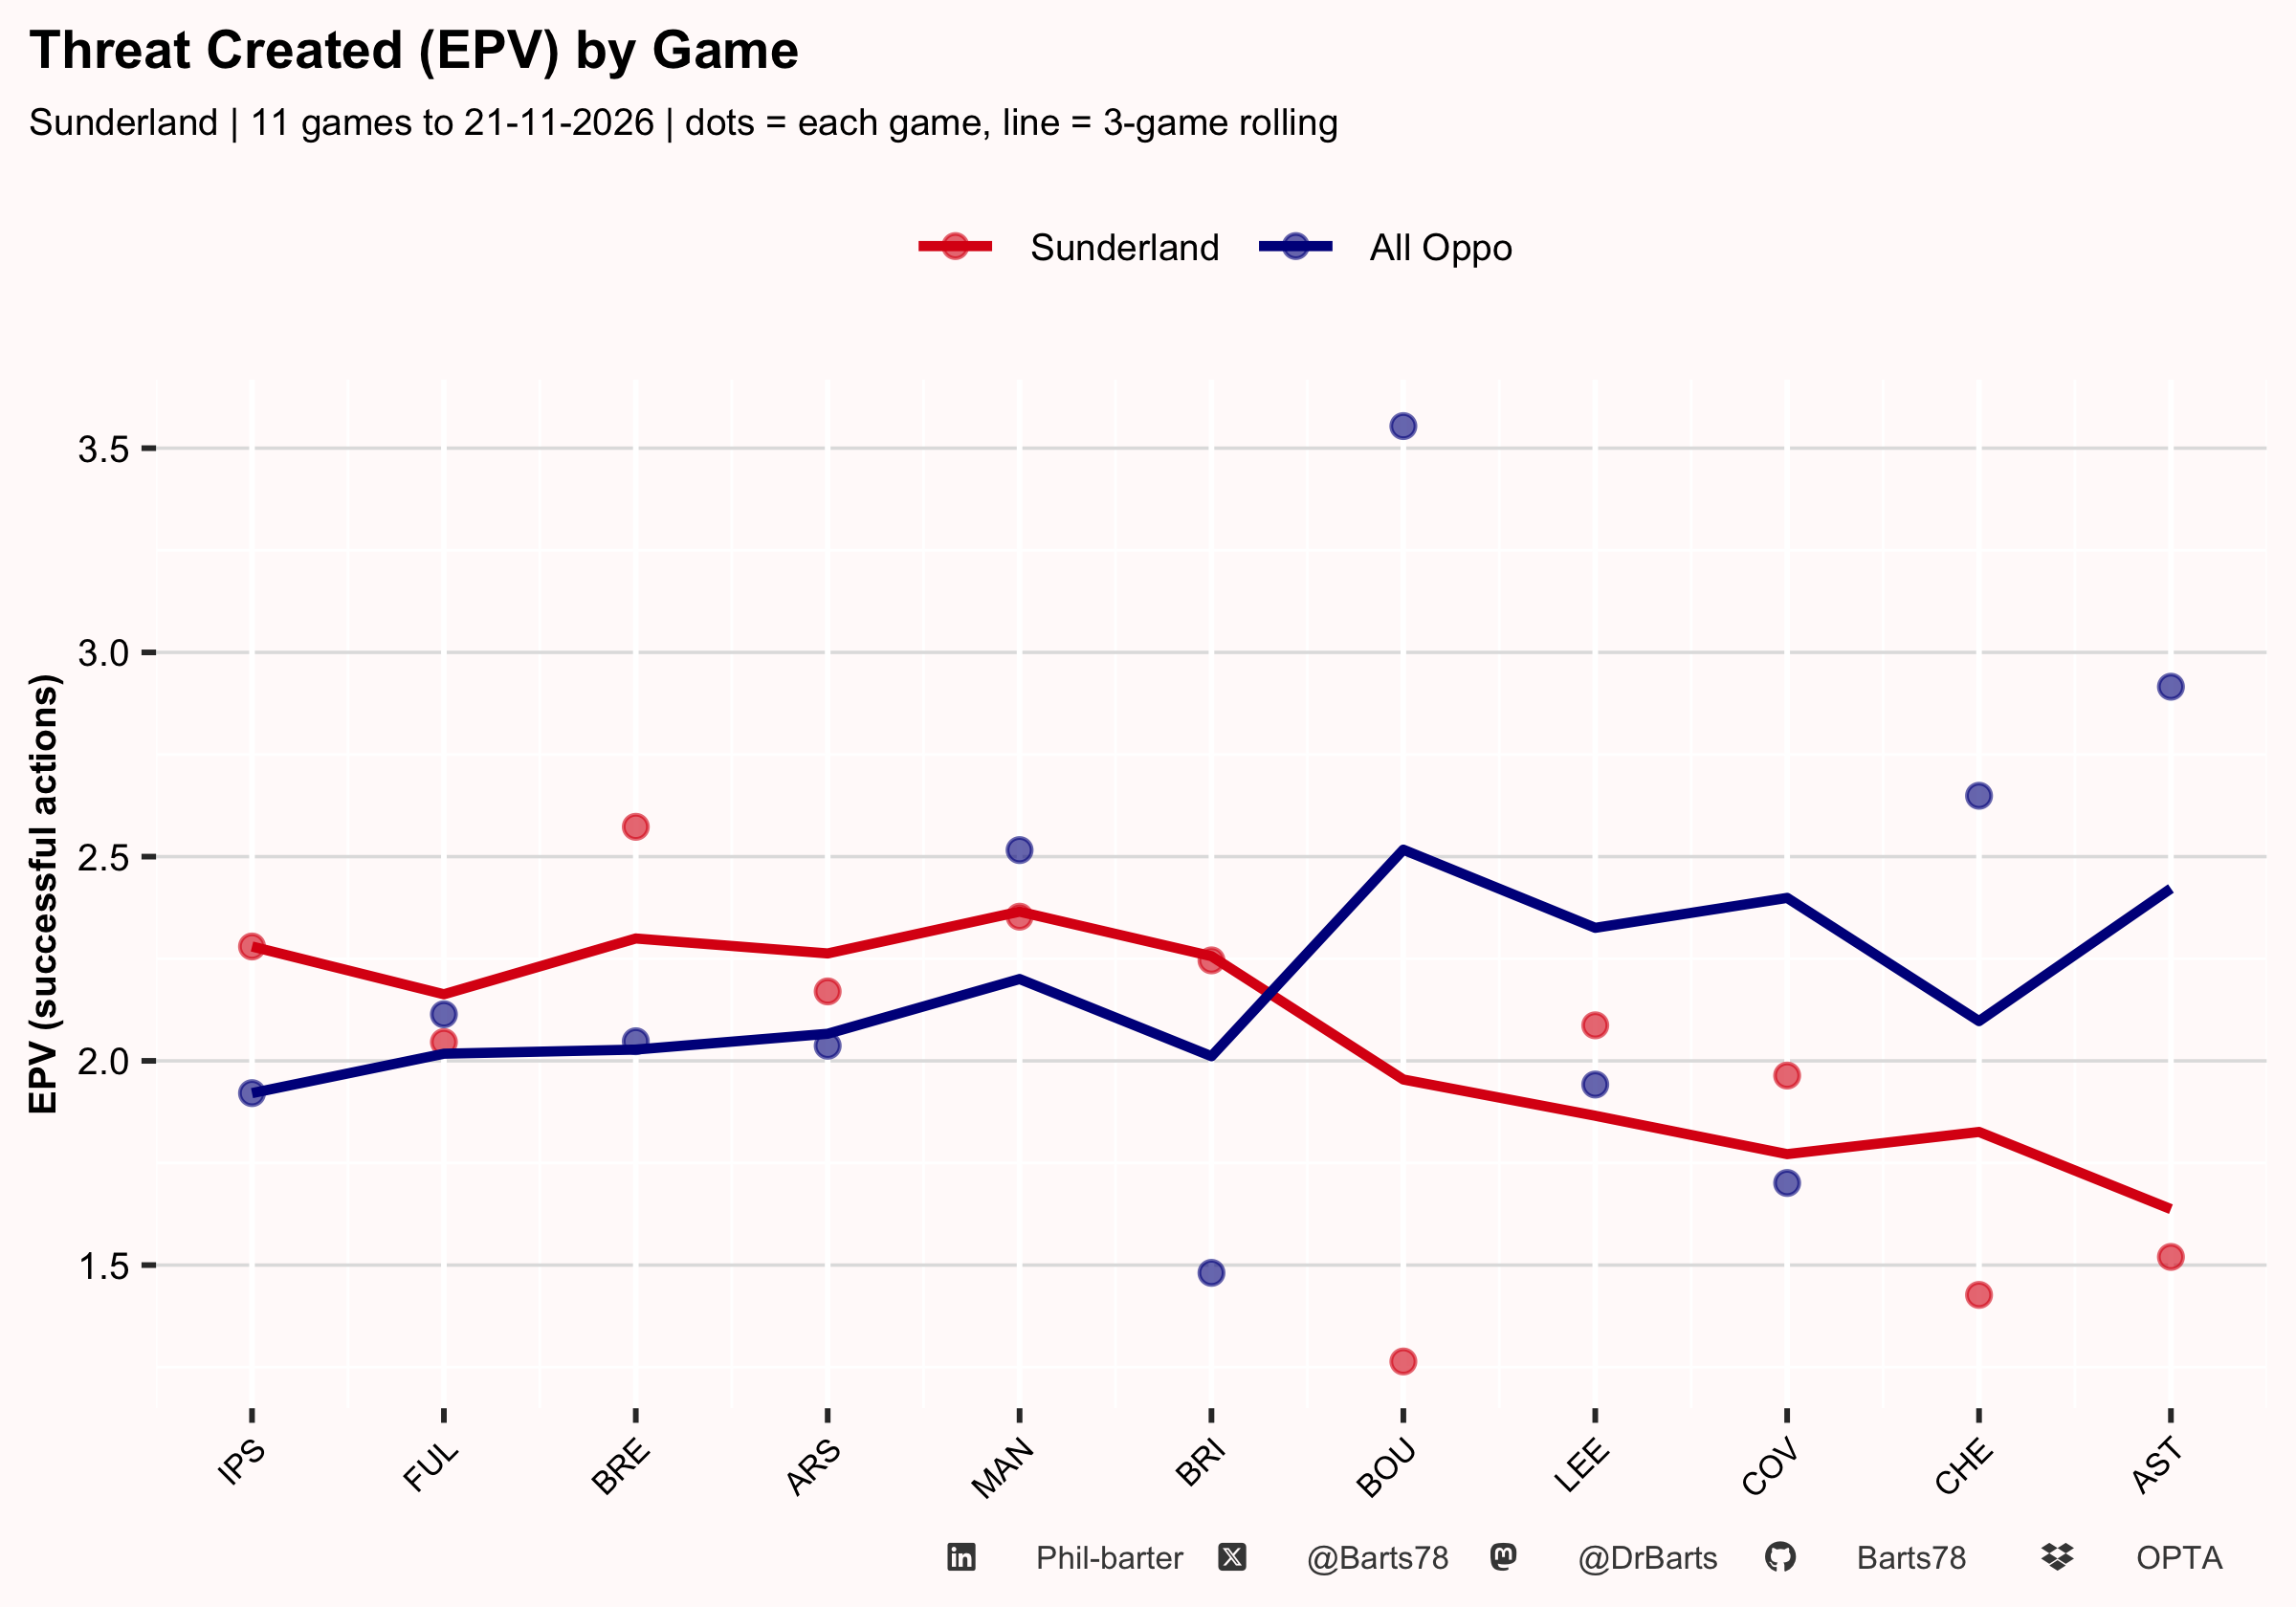 Threat Created (EPV) by Game
Sunderland | 11 games to 21-11-2026 | dots = each game, line = 3-game rolling
Sunderland
All Oppo
EPV (successful actions)
3.5
3.0
2.5
2.0
1.5
IPS
FUL
BRE
ARS
MAN
BRI
BOU
LEE
COV
CHE
AST
Phil-barter @Barts78 @DrBarts Barts78 OPTA